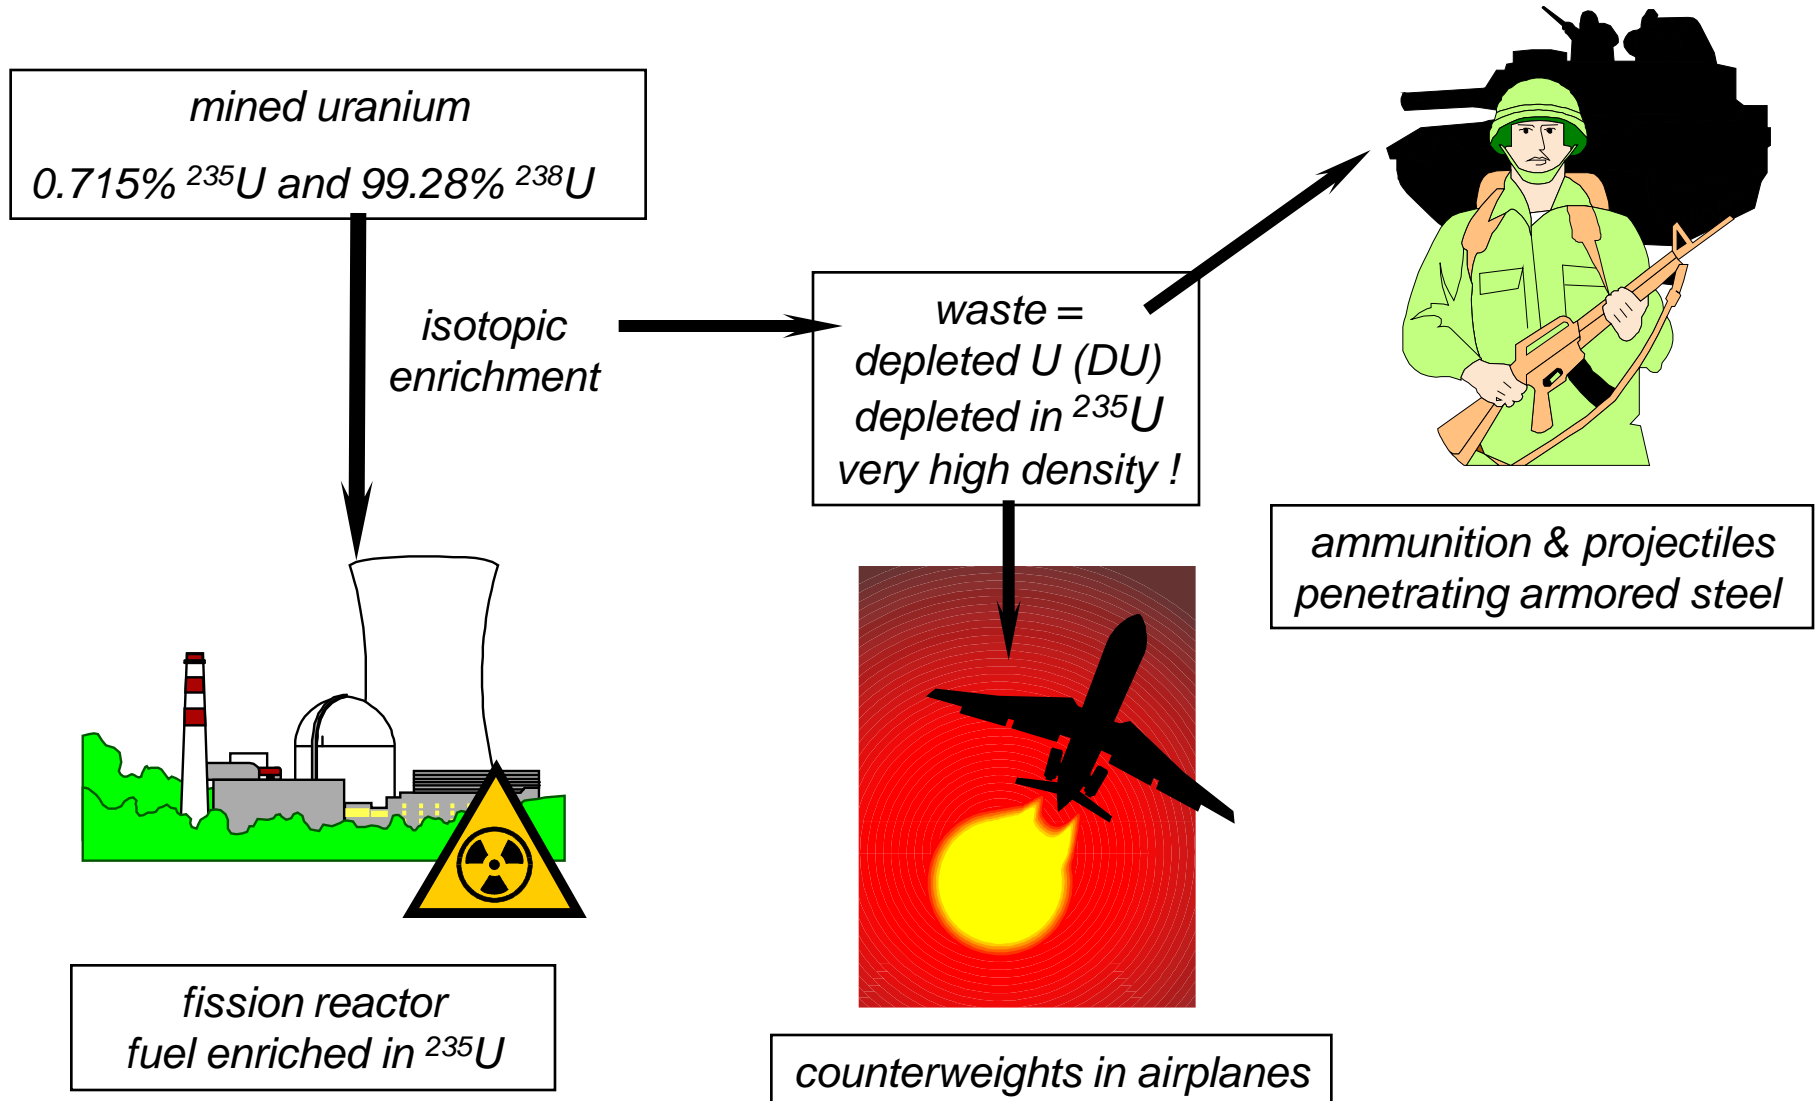 mined uranium
0.715% ²³⁵U and 99.28% ²³⁸U
isotopic
enrichment
waste =
depleted U (DU)
depleted in ²³⁵U
very high density !
ammunition & projectiles
penetrating armored steel
fission reactor
fuel enriched in ²³⁵U
counterweights in airplanes